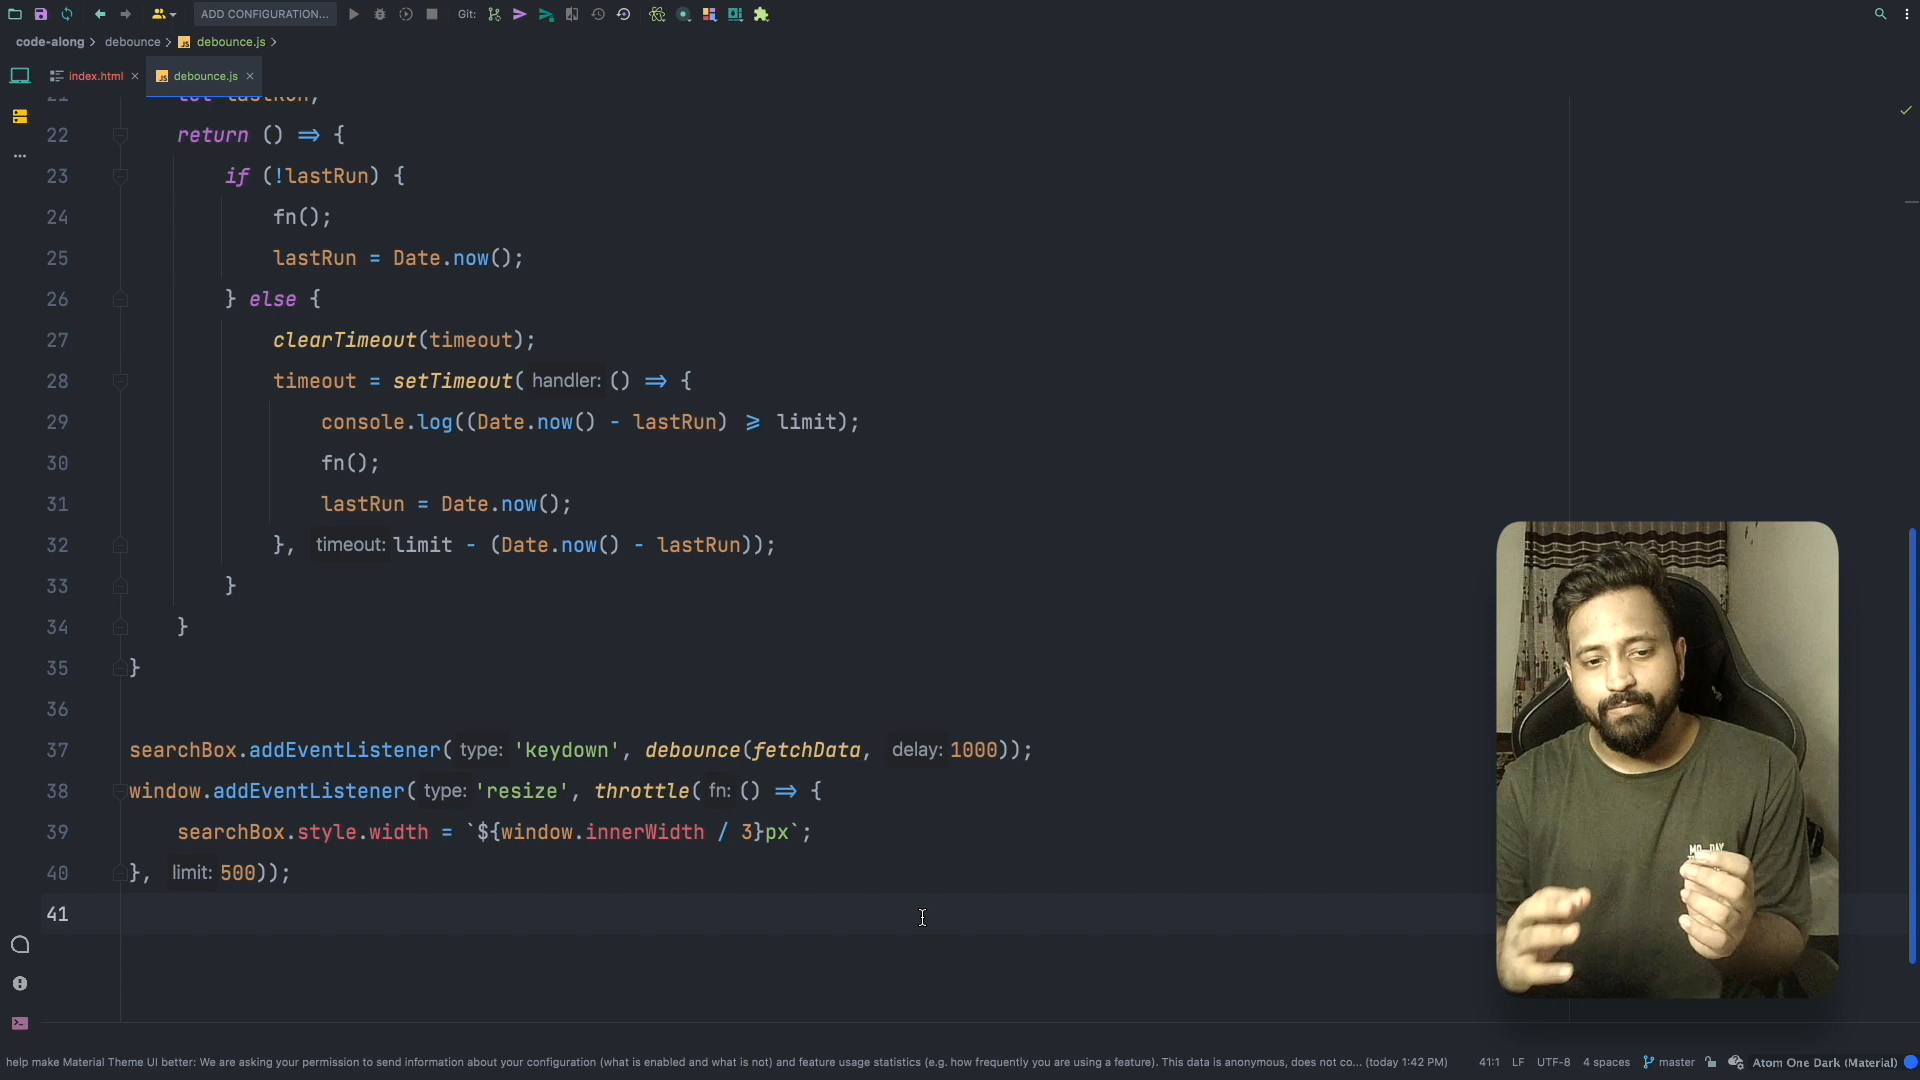 ADD CONFIGURATION...
Git:
code-along
debounce
debounce.js
index.html
debounce.js
21 let lastRun;
22 return () => {
23 if (!lastRun) {
24 fn();
25 lastRun = Date.now();
26 } else {
27 clearTimeout(timeout);
28 timeout = setTimeout( handler: () => {
29 console.log((Date.now() - lastRun) >= limit);
30 fn();
31 lastRun = Date.now();
32 }, timeout: limit - (Date.now() - lastRun));
33 }
34 }
35 }
36
37 searchBox.addEventListener( type: 'keydown', debounce(fetchData, delay: 1000));
38 window.addEventListener( type: 'resize', throttle( fn: () => {
39 searchBox.style.width = `${window.innerWidth / 3}px`;
40 }, limit: 500));
41
help make Material Theme UI better: We are asking your permission to send information about your configuration (what is enabled and what is not) and feature usage statistics (e.g. how frequently you are using a feature). This data is anonymous, does not co... (today 1:42 PM)
41:1 LF UTF-8 4 spaces master Atom One Dark (Material)